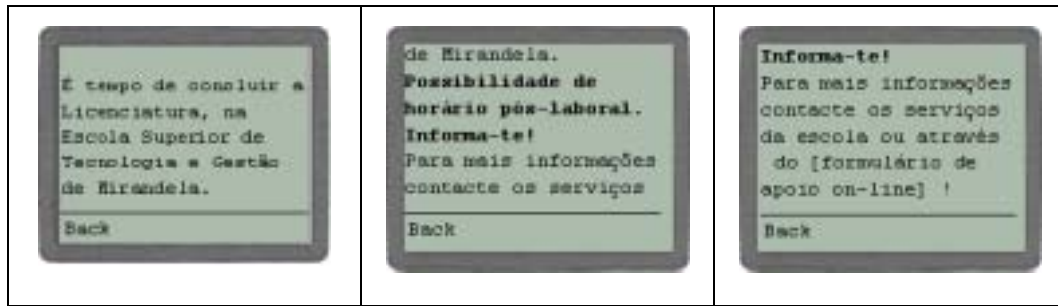 É tempo de concluir a
Licenciatura, na
Escola Superior de
Tecnologia e Gestão
de Mirandela.
Back
de Mirandela.
Possibilidade de
horário pós-laboral.
Informa-te!
Para mais informações
contacte os serviços
Back
Informa-te!
Para mais informações
contacte os serviços
da escola ou através
do [formulário de
apoio on-line] !
Back